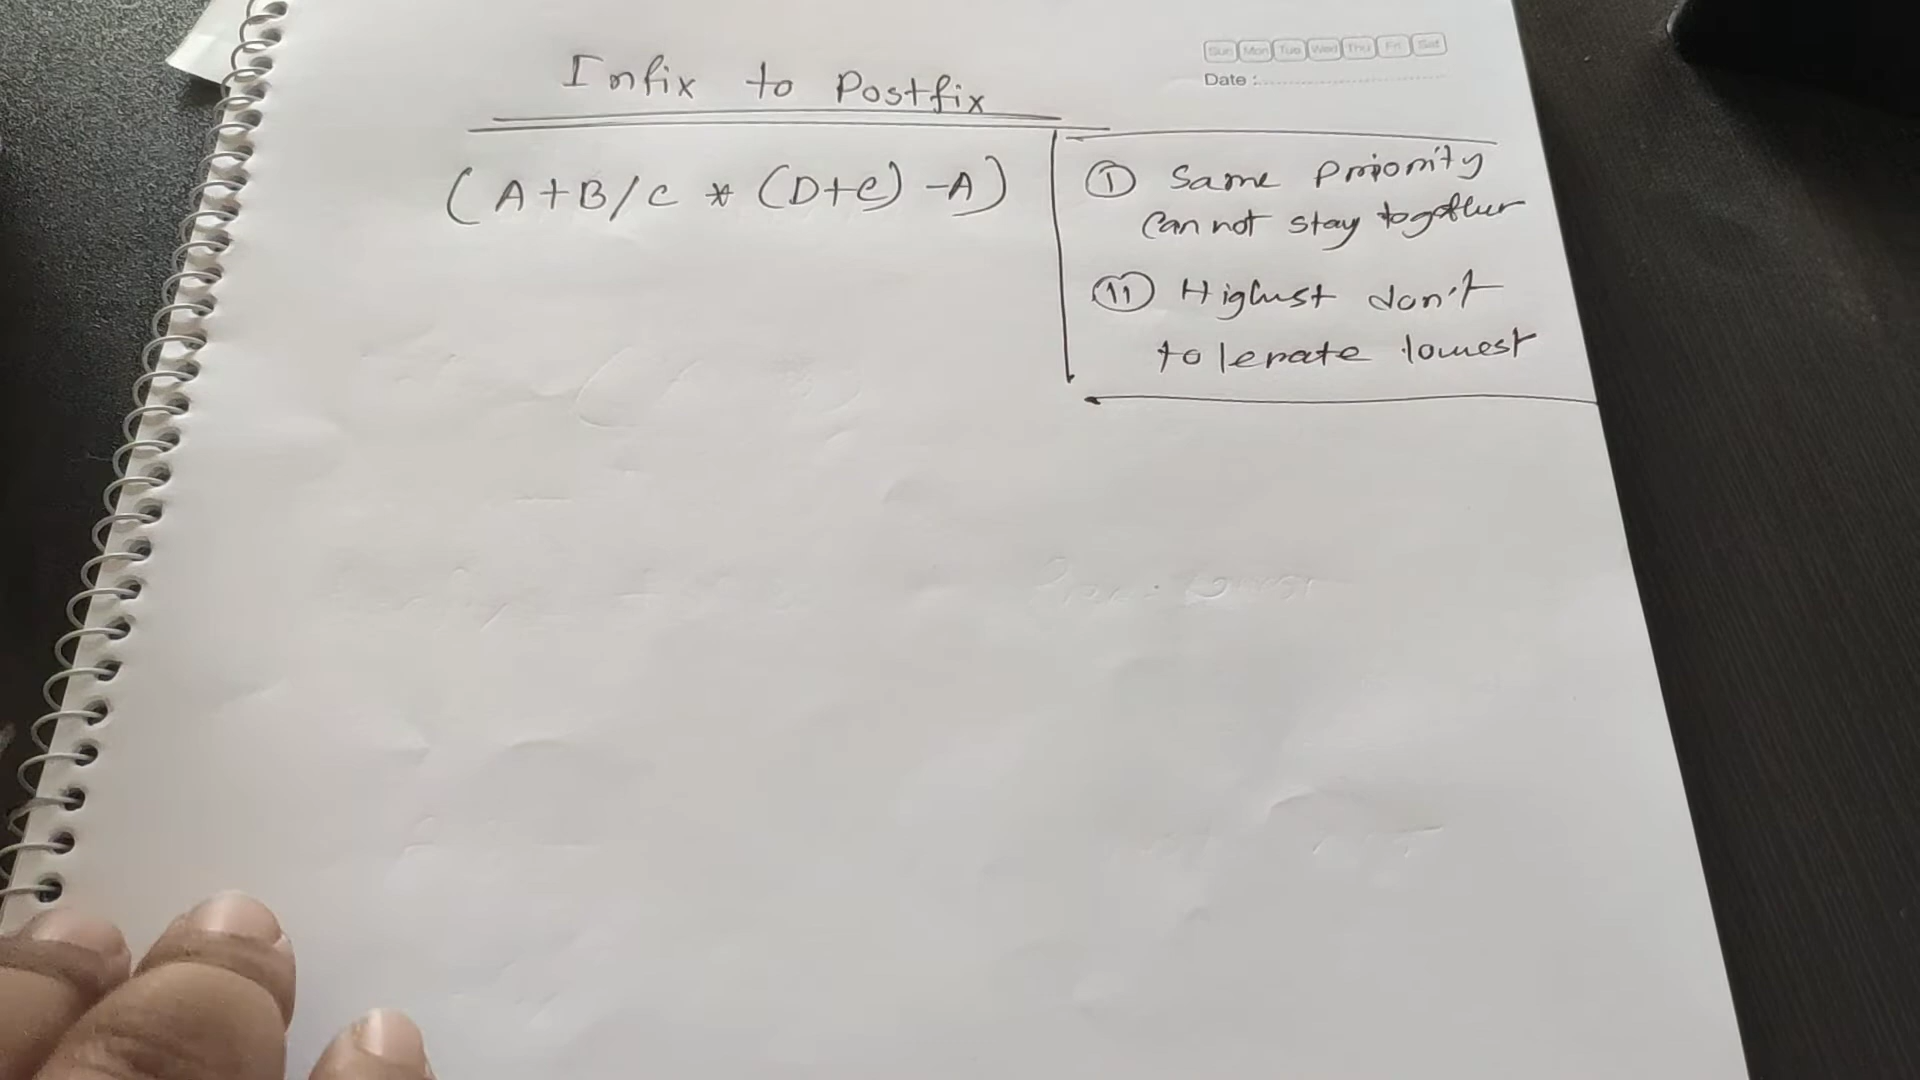 Infix to Postfix
Sun Mon Tue Wed Thu Fri Sat
Date :
(A+B/C * (D+C) -A)
① Same Priority
Can not stay together
⑪ Highest don't
tolerate lowest